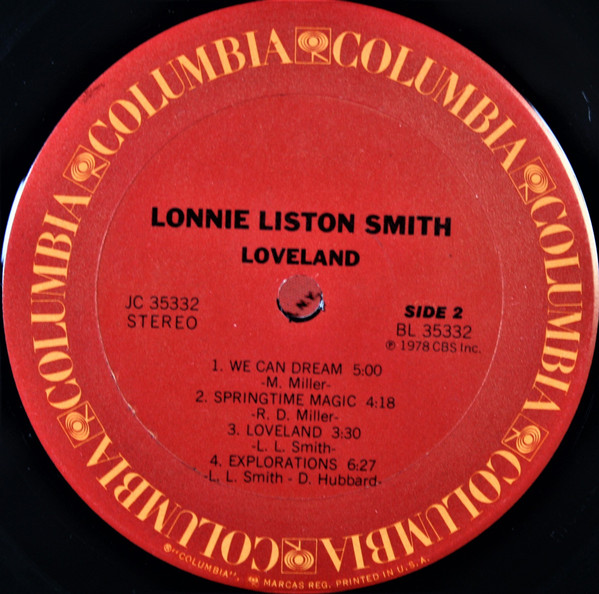 COLUMBIA COLUMBIA COLUMBIA COLUMBIA COLUMBIA COLUMBIA
LONNIE LISTON SMITH
LOVELAND
JC 35332
STEREO
NY
SIDE 2
BL 35332
℗ 1978 CBS Inc.
1. WE CAN DREAM 5:00
-M. Miller-
2. SPRINGTIME MAGIC 4:18
-R. D. Miller-
3. LOVELAND 3:30
-L. L. Smith-
4. EXPLORATIONS 6:27
-L. L. Smith - D. Hubbard-
®"COLUMBIA", MARCAS REG. PRINTED IN U.S.A.